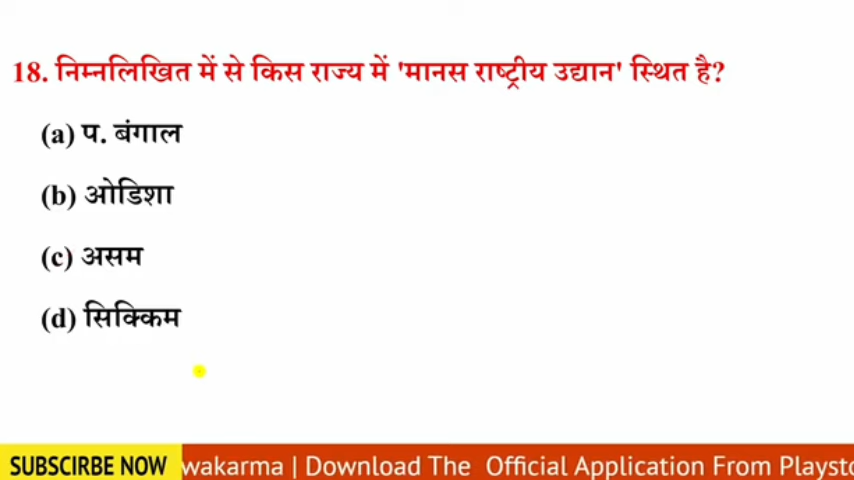 18. निम्नलिखित में से किस राज्य में 'मानस राष्ट्रीय उद्यान' स्थित है?
(a) प. बंगाल
(b) ओडिशा
(c) असम
(d) सिक्किम
SUBSCIRBE NOW wakarma | Download The Official Application From Playsto